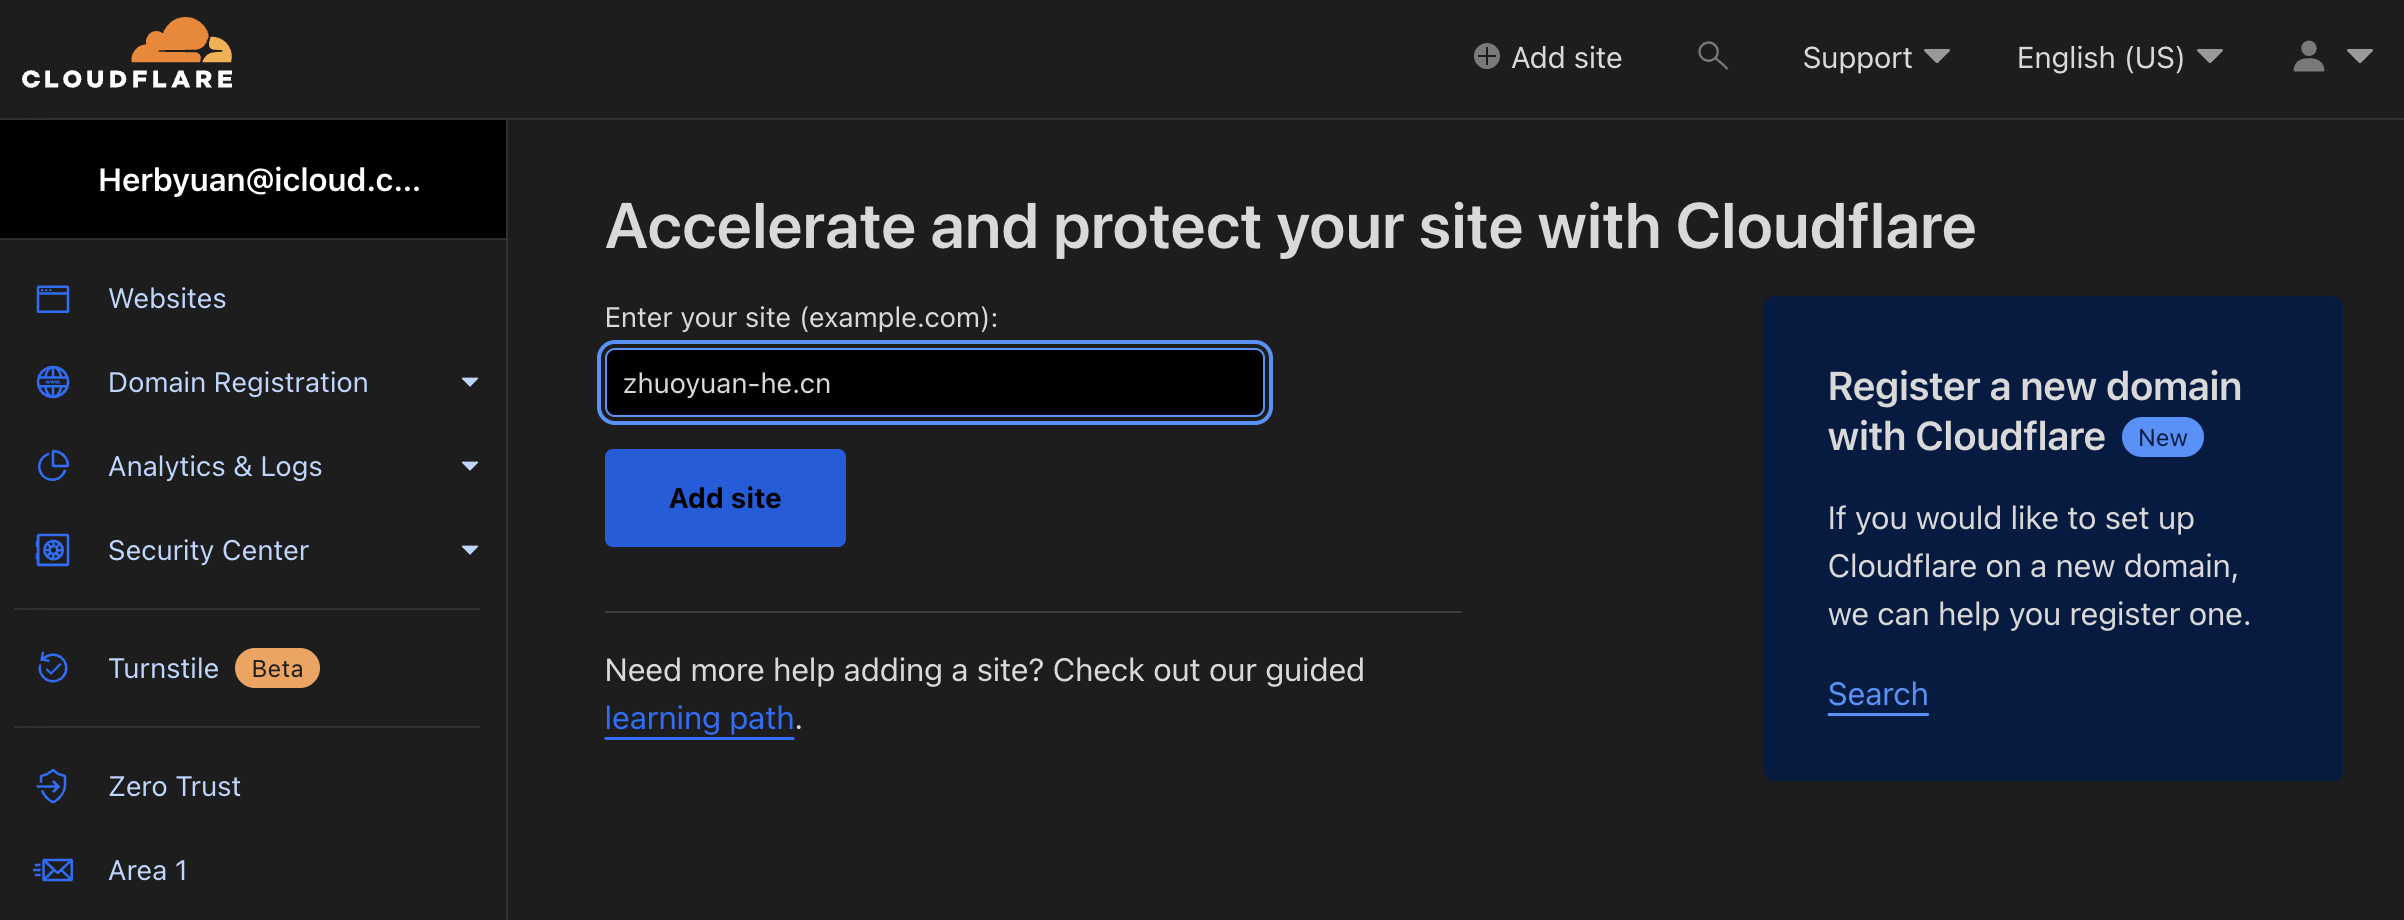 CLOUDFLARE
Add site
Support
English (US)
Herbyuan@icloud.c...
Websites
Domain Registration
Analytics & Logs
Security Center
Turnstile Beta
Zero Trust
Area 1
Accelerate and protect your site with Cloudflare
Enter your site (example.com):
zhuoyuan-he.cn
Add site
Need more help adding a site? Check out our guided
learning path.
Register a new domain
with Cloudflare New
If you would like to set up
Cloudflare on a new domain,
we can help you register one.
Search